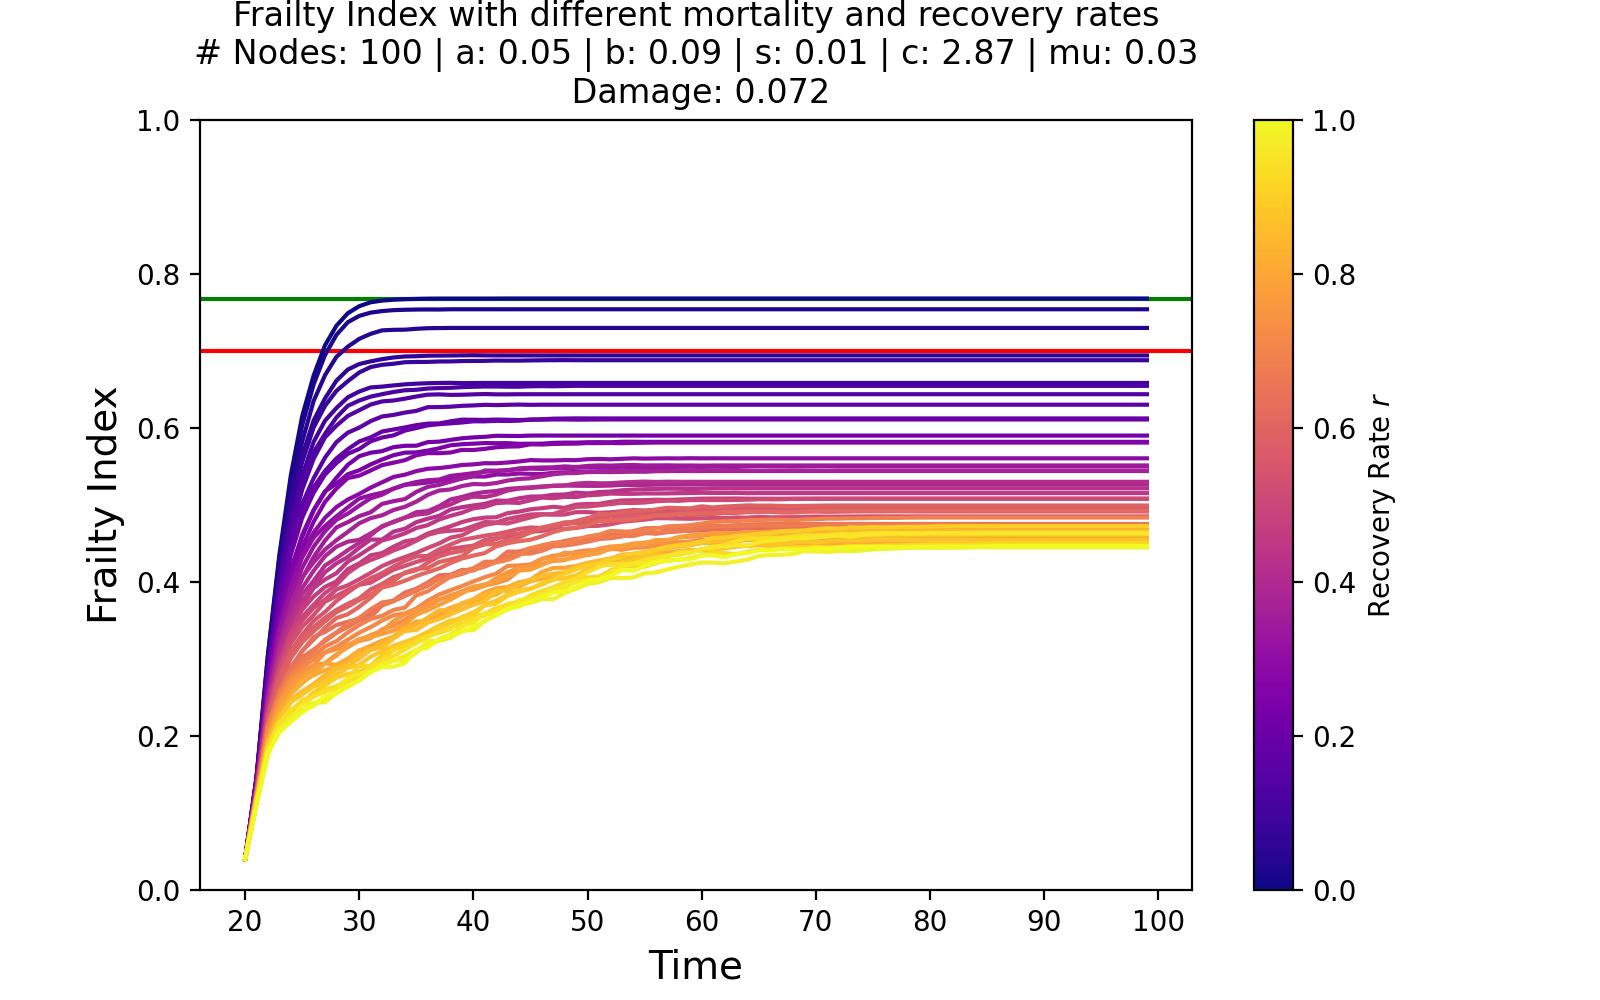 Frailty Index with different mortality and recovery rates
# Nodes: 100 | a: 0.05 | b: 0.09 | s: 0.01 | c: 2.87 | mu: 0.03
Damage: 0.072
1.0
0.8
0.6
0.4
0.2
0.0
Frailty Index
20 30 40 50 60 70 80 90 100
Time
1.0
0.8
0.6
0.4
0.2
0.0
Recovery Rate r